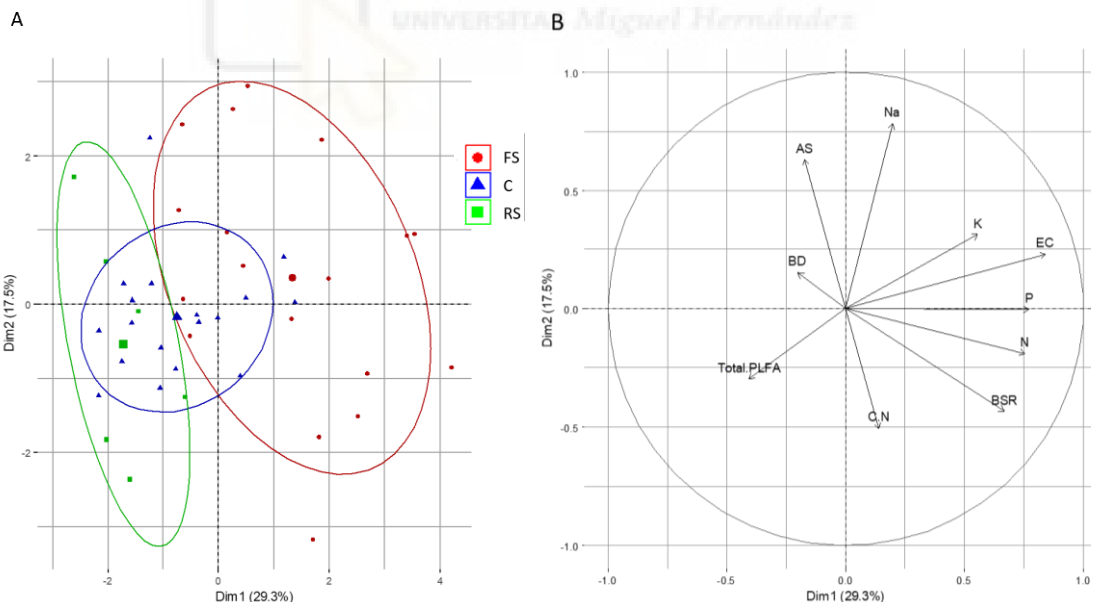 UNIVERSITAS Miguel Hernández
A
B
FS
C
RS
2
0
-2
-2
0
2
4
Dim2 (17.5%)
Dim1 (29.3%)
1.0
0.5
0.0
-0.5
-1.0
-1.0
-0.5
0.0
0.5
1.0
Dim2 (17.5%)
Dim1 (29.3%)
Na
AS
K
EC
BD
P
N
Total.PLFA
BSR
C.N